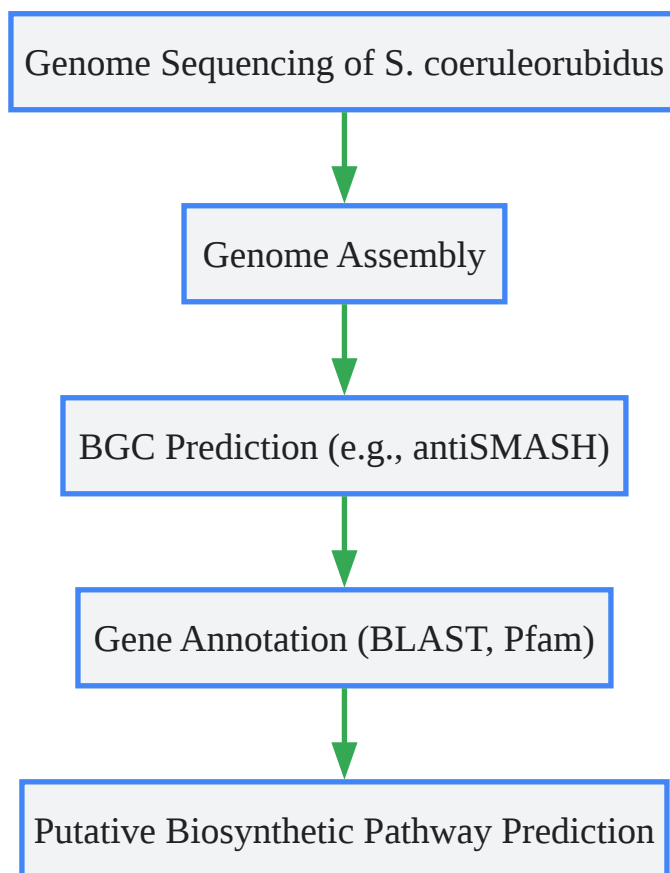 Genome Sequencing of S. coeruleorubidus
Genome Assembly
BGC Prediction (e.g., antiSMASH)
Gene Annotation (BLAST, Pfam)
Putative Biosynthetic Pathway Prediction